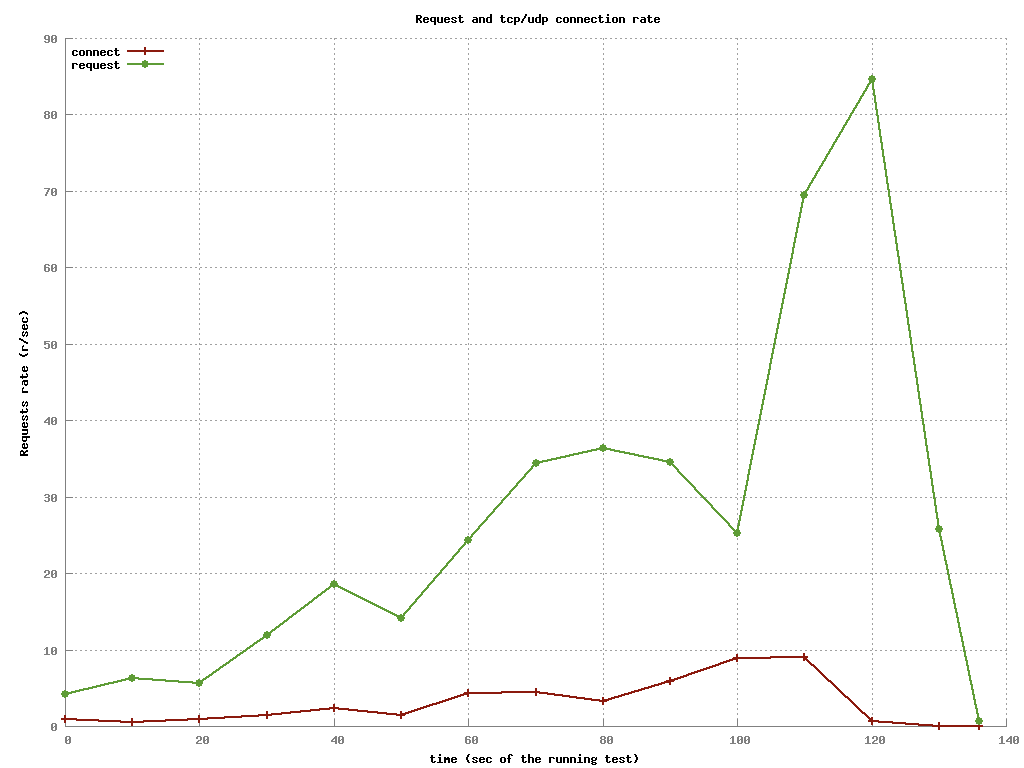 Request and tcp/udp connection rate
connect
request
90
80
70
60
50
40
30
20
10
0
Requests rate (r/sec)
0 20 40 60 80 100 120 140
time (sec of the running test)